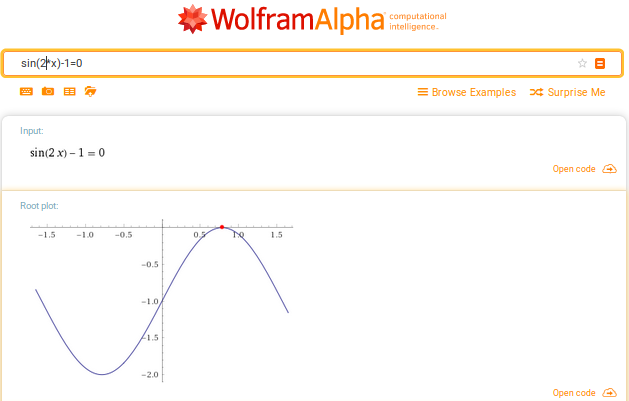 WolframAlpha computational intelligence.
sin(2*x)-1=0
Browse Examples Surprise Me
Input:
sin(2 x) − 1 = 0
Open code
Root plot:
−1.5 −1.0 −0.5 0.5 1.0 1.5
−0.5
−1.0
−1.5
−2.0
Open code